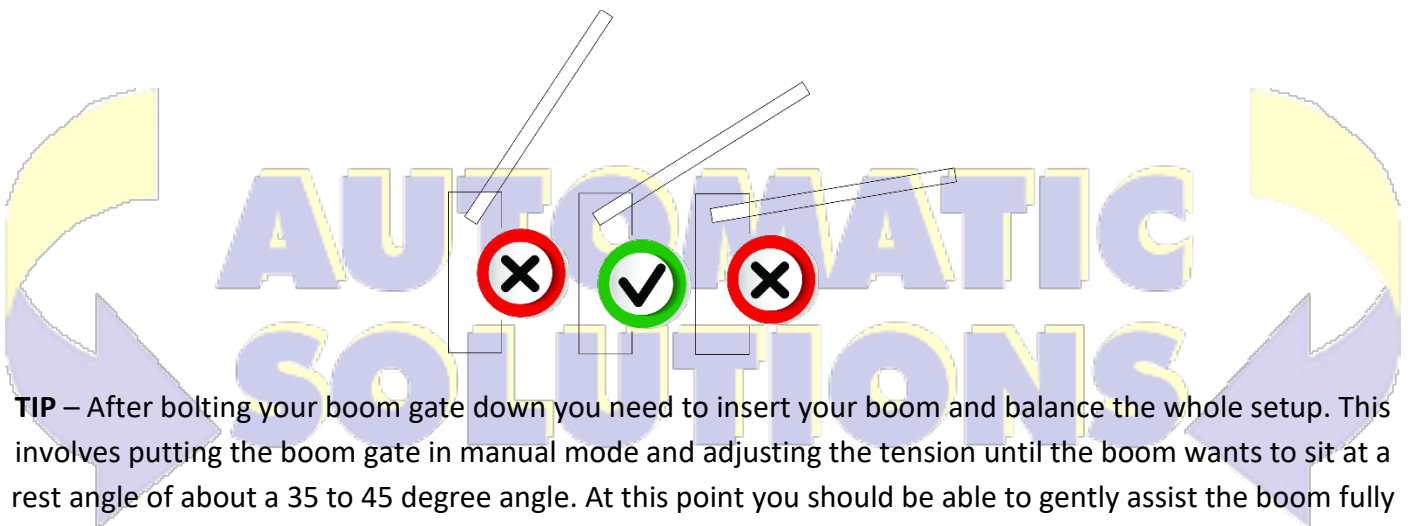 AUTOMATIC
SOLUTIONS
TIP – After bolting your boom gate down you need to insert your boom and balance the whole setup. This
involves putting the boom gate in manual mode and adjusting the tension until the boom wants to sit at a
rest angle of about a 35 to 45 degree angle. At this point you should be able to gently assist the boom fully